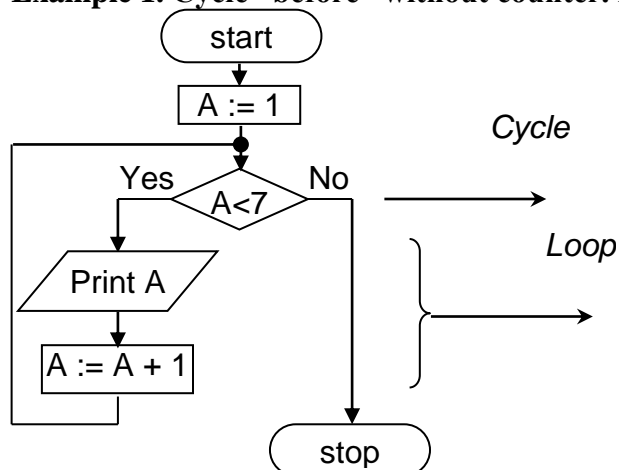 Example 1. Cycle "before" without counter.
start
A := 1
Cycle
Yes
No
A<7
Loop
Print A
A := A + 1
stop